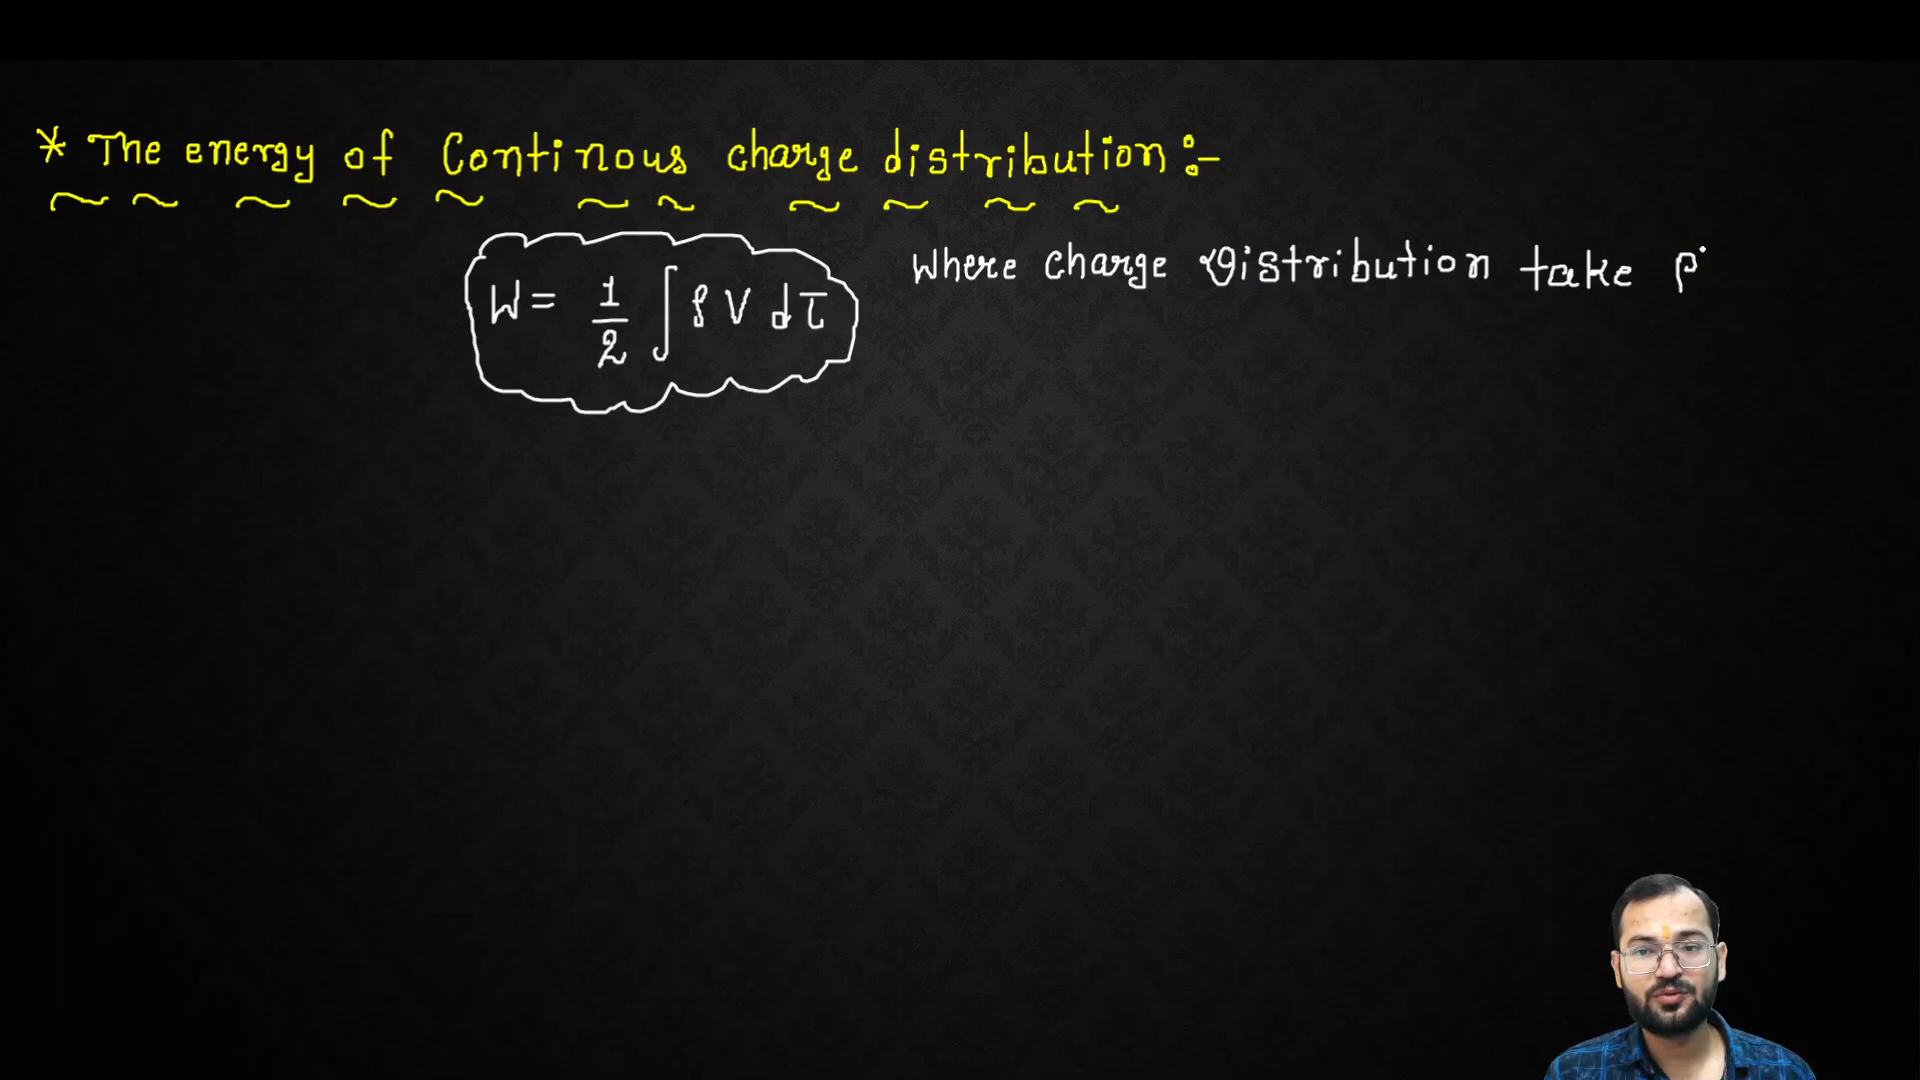 * The energy of Continous charge distribution :-
W = 1/2 ∫ ρ V dτ
Where charge distribution take p